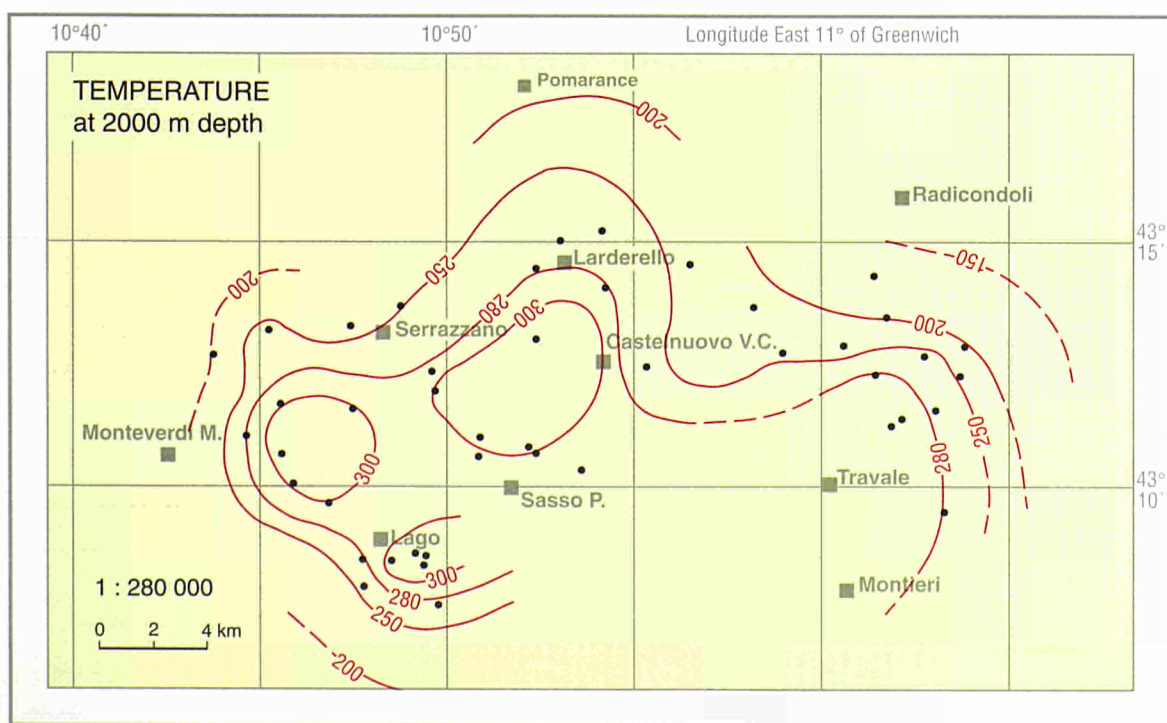 10°40´
10°50´
Longitude East 11° of Greenwich
TEMPERATURE
at 2000 m depth
Pomarance
200
Radicondoli
43°
15´
Larderello
250
-150-
200
280
300
Serrazzano
200
Castelnuovo V.C.
Monteverdi M.
250
300
280
Travale
43°
10´
Sasso P.
Lago
300
Montieri
1 : 280 000
280
250
0 2 4 km
-200